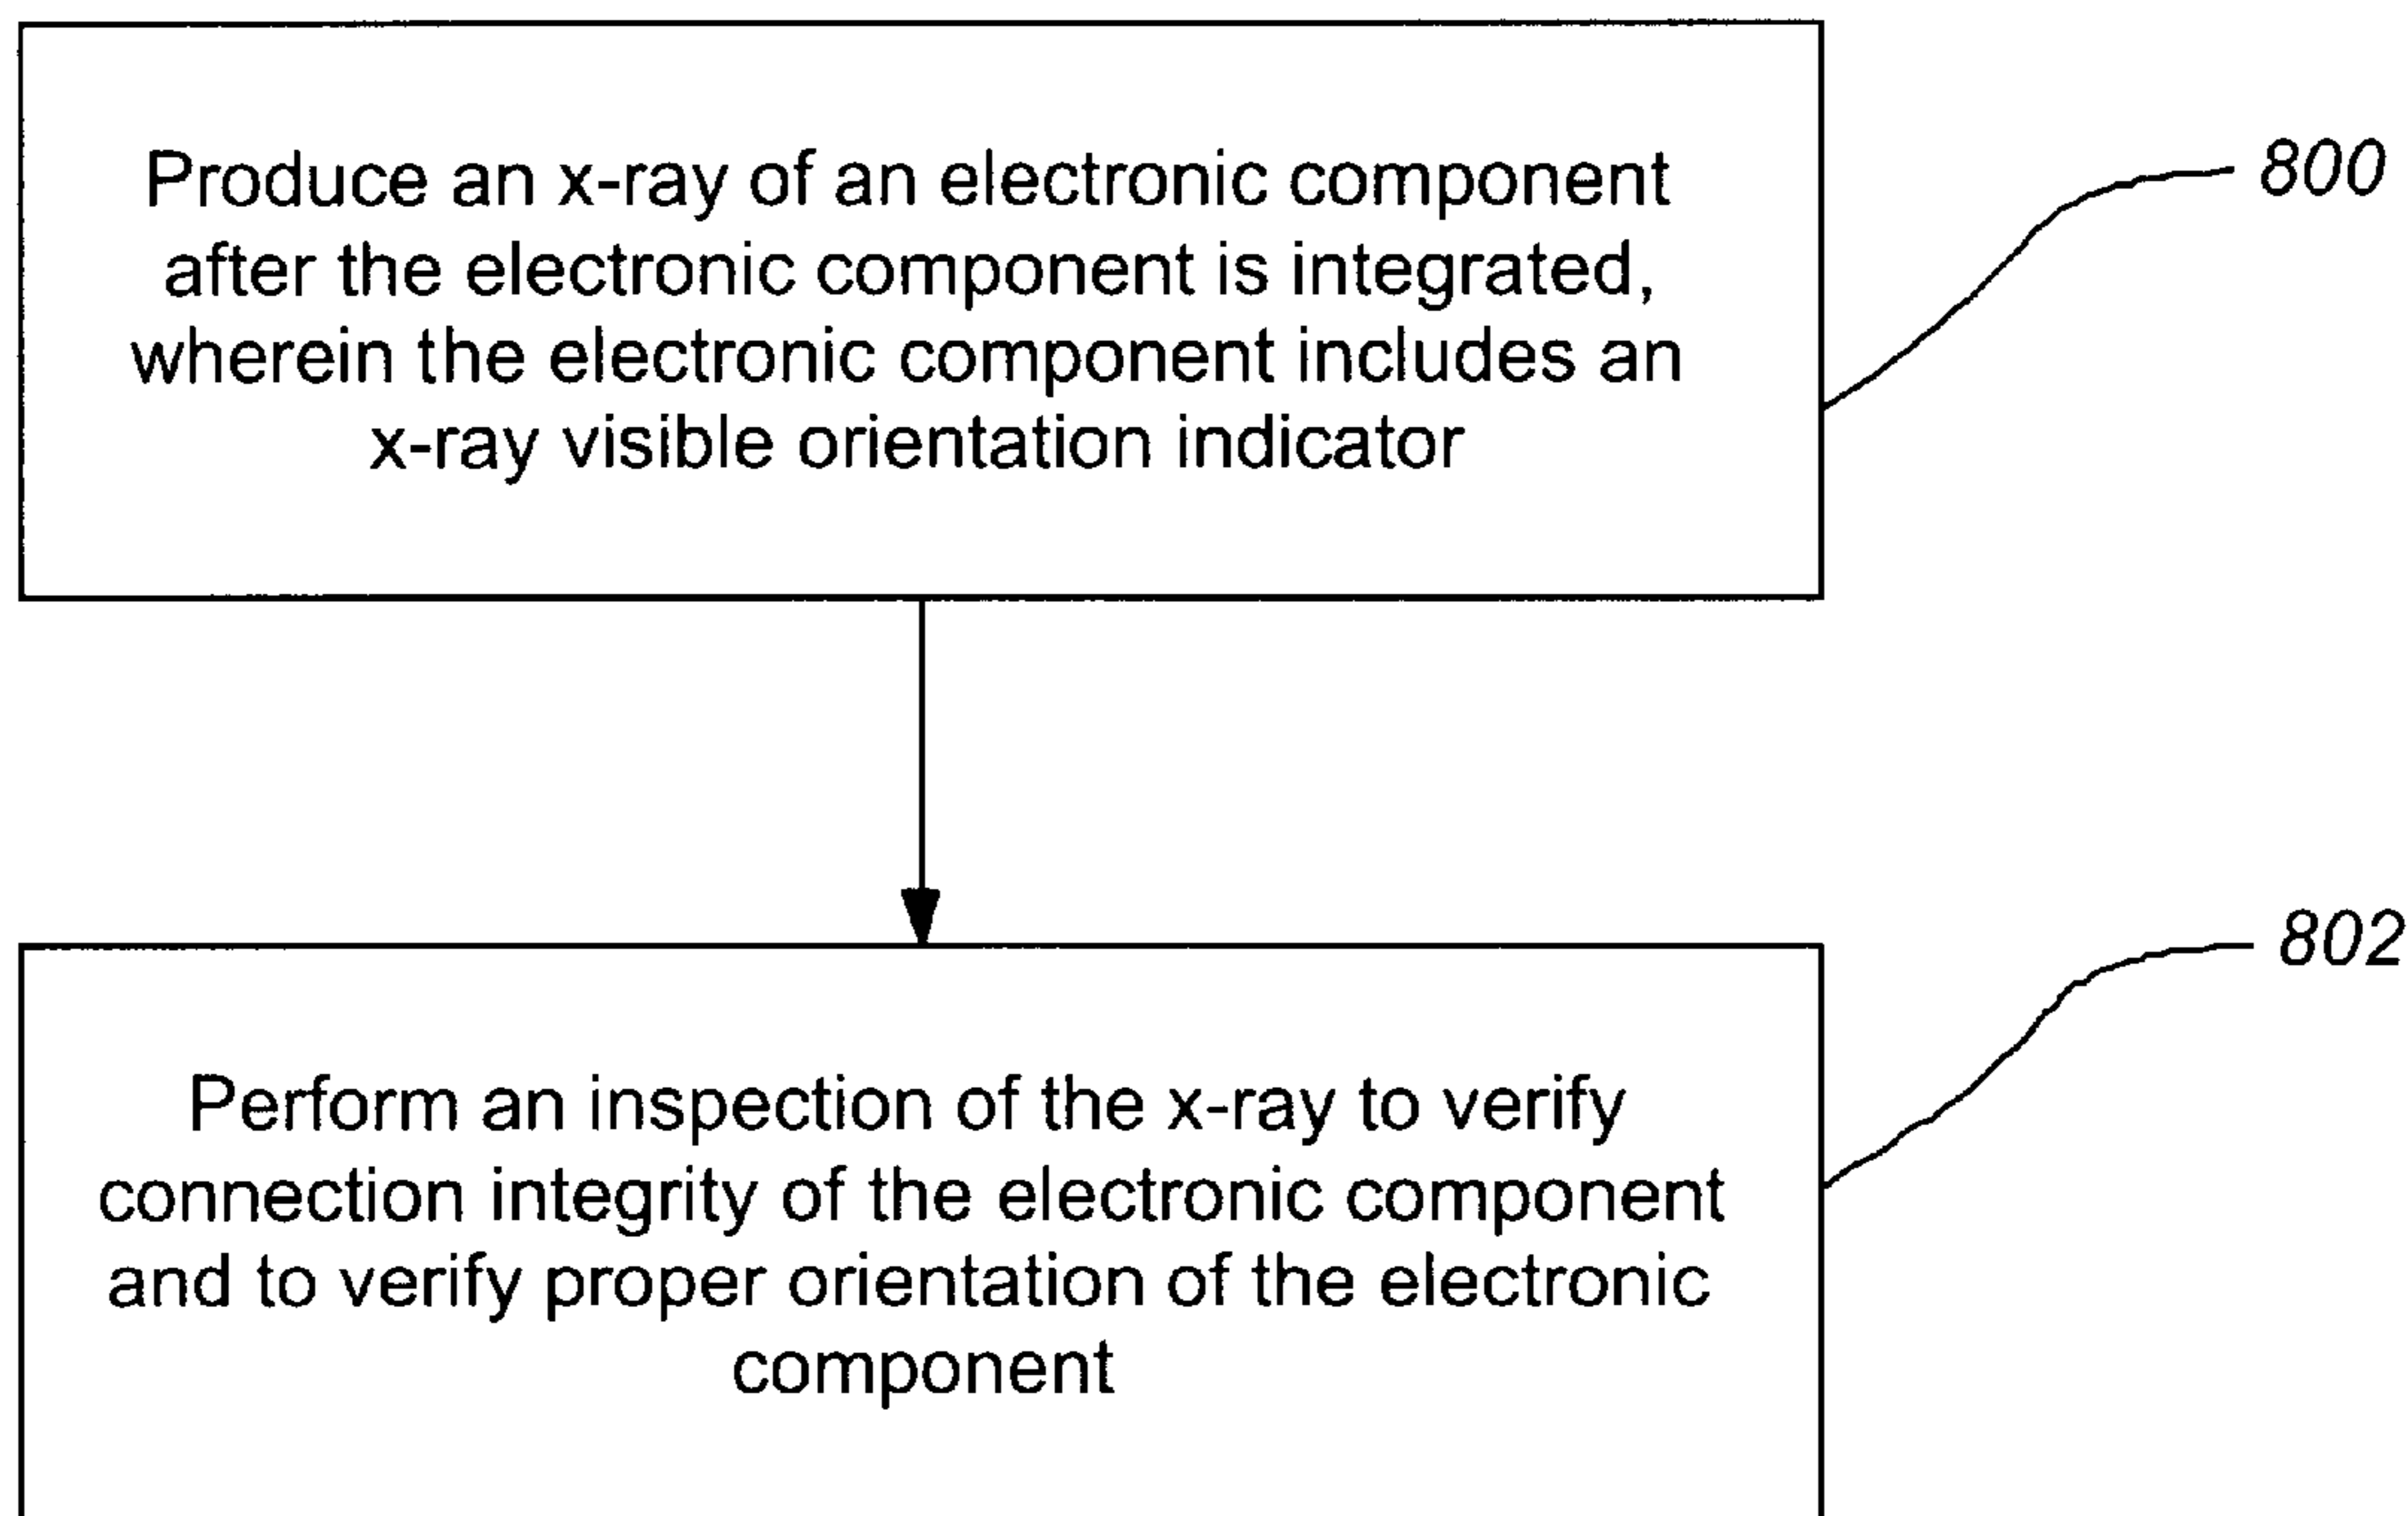 Produce an x-ray of an electronic component
after the electronic component is integrated,
wherein the electronic component includes an
x-ray visible orientation indicator
800
Perform an inspection of the x-ray to verify
connection integrity of the electronic component
and to verify proper orientation of the electronic
component
802